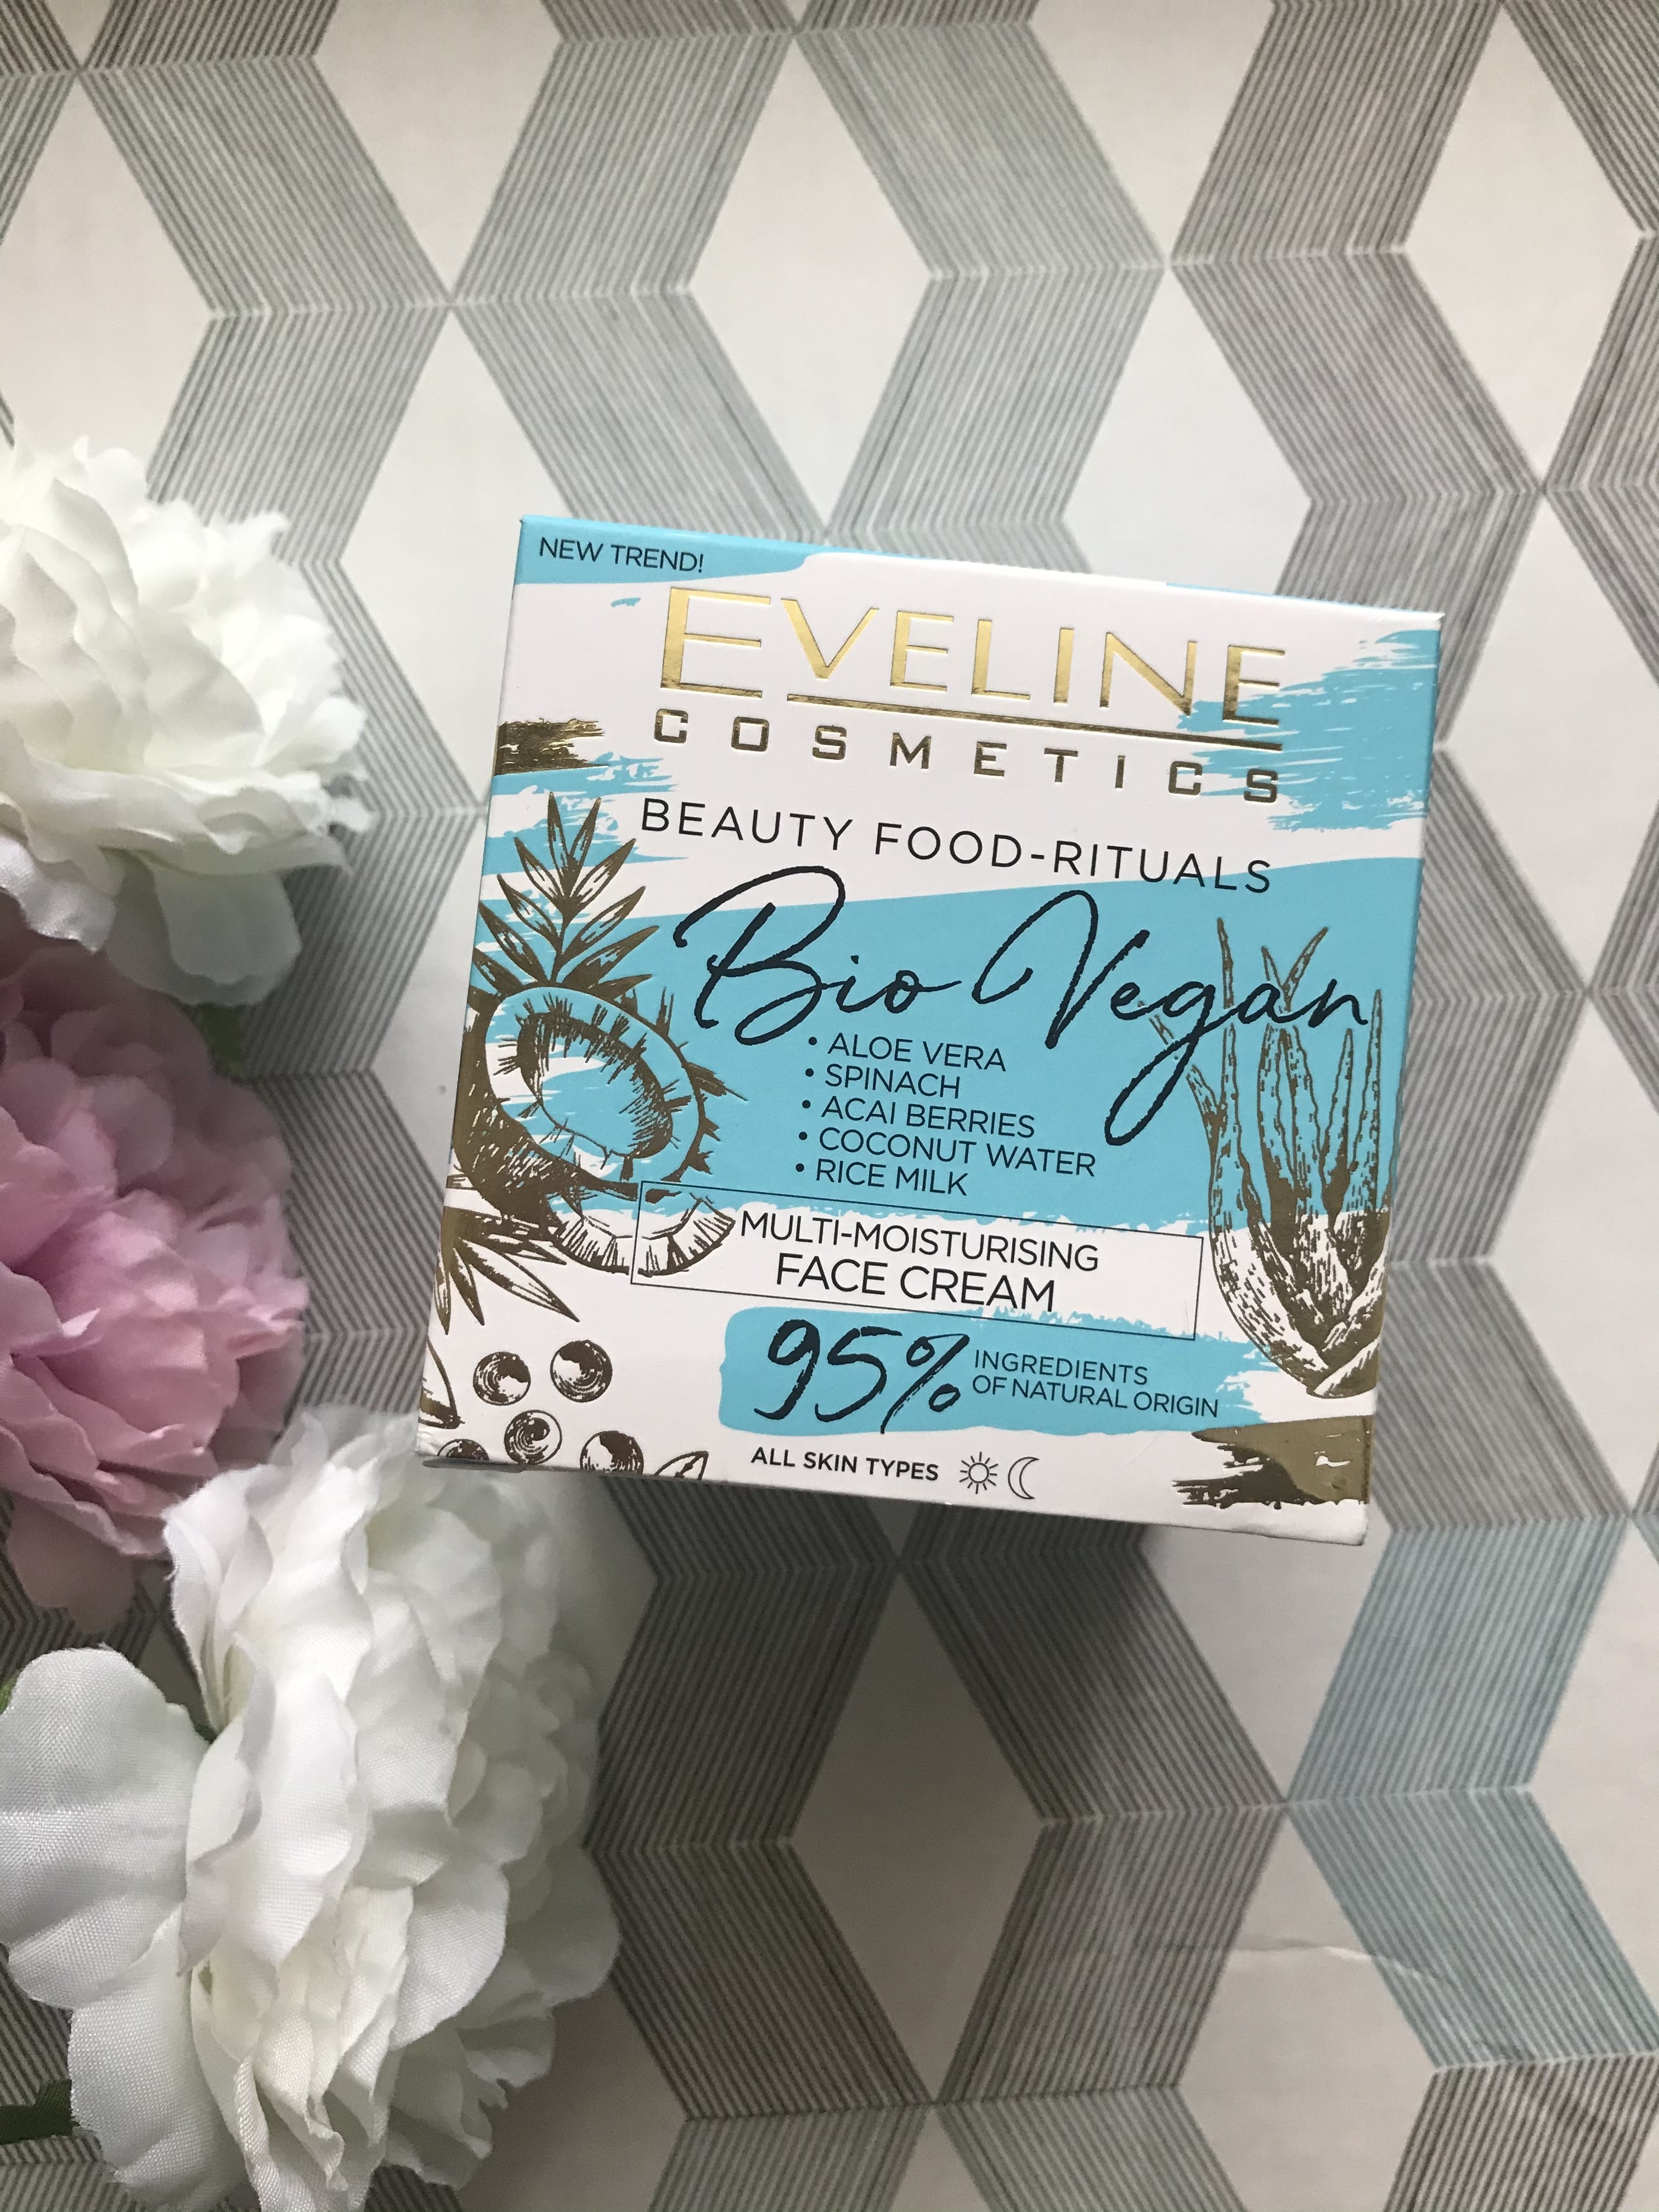 NEW TREND!
EVELINE
COSMETICS
BEAUTY FOOD-RITUALS
Bio Vegan
• ALOE VERA
• SPINACH
• ACAI BERRIES
• COCONUT WATER
• RICE MILK
MULTI-MOISTURISING
FACE CREAM
95% INGREDIENTS
OF NATURAL ORIGIN
ALL SKIN TYPES